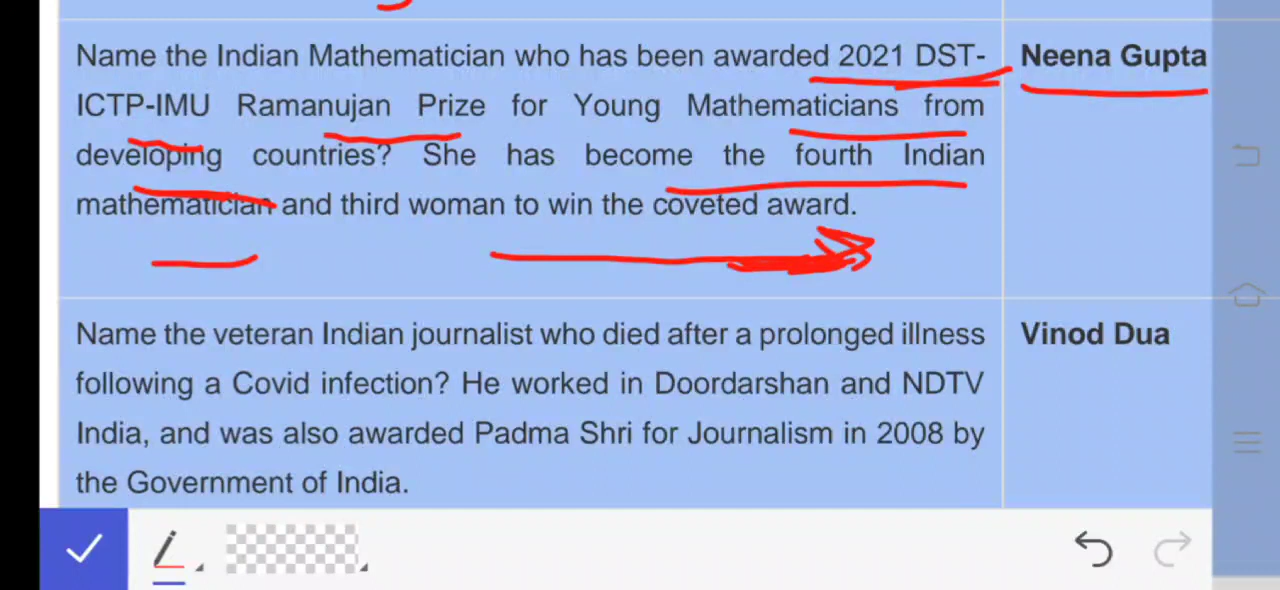 Name the Indian Mathematician who has been awarded 2021 DST-
ICTP-IMU Ramanujan Prize for Young Mathematicians from
developing countries? She has become the fourth Indian
mathematician and third woman to win the coveted award.
Neena Gupta
Name the veteran Indian journalist who died after a prolonged illness
following a Covid infection? He worked in Doordarshan and NDTV
India, and was also awarded Padma Shri for Journalism in 2008 by
the Government of India.
Vinod Dua